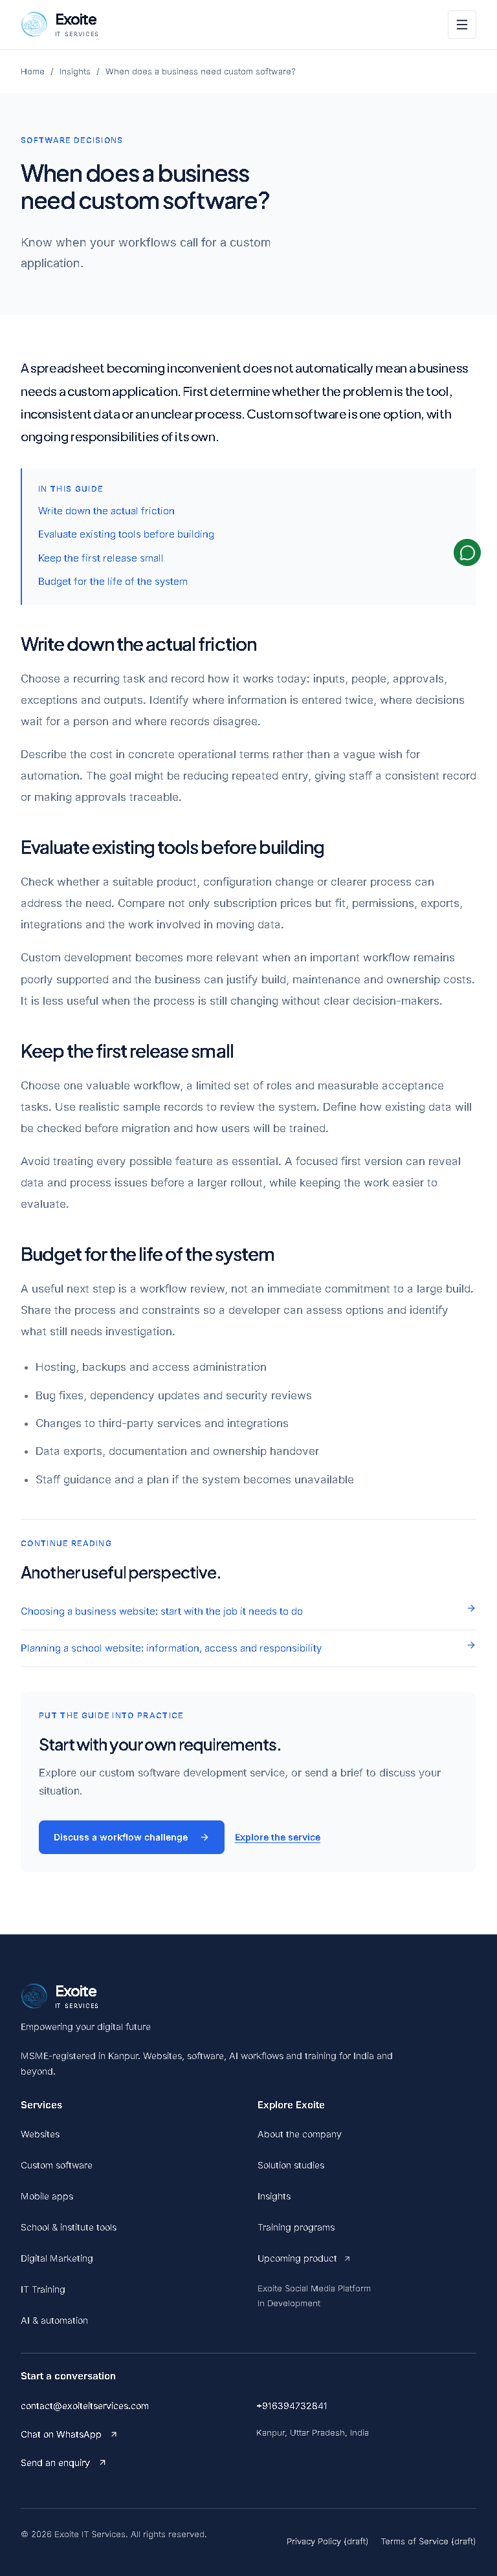 Exoite
IT SERVICES
Home / Insights / When does a business need custom software?
SOFTWARE DECISIONS
When does a business
need custom software?
Know when your workflows call for a custom
application.
A spreadsheet becoming inconvenient does not automatically mean a business
needs a custom application. First determine whether the problem is the tool,
inconsistent data or an unclear process. Custom software is one option, with
ongoing responsibilities of its own.
IN THIS GUIDE
Write down the actual friction
Evaluate existing tools before building
Keep the first release small
Budget for the life of the system
Write down the actual friction
Choose a recurring task and record how it works today: inputs, people, approvals,
exceptions and outputs. Identify where information is entered twice, where decisions
wait for a person and where records disagree.
Describe the cost in concrete operational terms rather than a vague wish for
automation. The goal might be reducing repeated entry, giving staff a consistent record
or making approvals traceable.
Evaluate existing tools before building
Check whether a suitable product, configuration change or clearer process can
address the need. Compare not only subscription prices but fit, permissions, exports,
integrations and the work involved in moving data.
Custom development becomes more relevant when an important workflow remains
poorly supported and the business can justify build, maintenance and ownership costs.
It is less useful when the process is still changing without clear decision-makers.
Keep the first release small
Choose one valuable workflow, a limited set of roles and measurable acceptance
tasks. Use realistic sample records to review the system. Define how existing data will
be checked before migration and how users will be trained.
Avoid treating every possible feature as essential. A focused first version can reveal
data and process issues before a larger rollout, while keeping the work easier to
evaluate.
Budget for the life of the system
A useful next step is a workflow review, not an immediate commitment to a large build.
Share the process and constraints so a developer can assess options and identify
what still needs investigation.
• Hosting, backups and access administration
• Bug fixes, dependency updates and security reviews
• Changes to third-party services and integrations
• Data exports, documentation and ownership handover
• Staff guidance and a plan if the system becomes unavailable
CONTINUE READING
Another useful perspective.
Choosing a business website: start with the job it needs to do →
Planning a school website: information, access and responsibility →
PUT THE GUIDE INTO PRACTICE
Start with your own requirements.
Explore our custom software development service, or send a brief to discuss your
situation.
Discuss a workflow challenge → Explore the service
Exoite
IT SERVICES
Empowering your digital future
MSME-registered in Kanpur. Websites, software, AI workflows and training for India and
beyond.
Services
Websites
Custom software
Mobile apps
School & institute tools
Digital Marketing
IT Training
AI & automation
Explore Exoite
About the company
Solution studies
Insights
Training programs
Upcoming product ↗
Exoite Social Media Platform
In Development
Start a conversation
contact@exoiteitservices.com
Chat on WhatsApp ↗
Send an enquiry ↗
+916394732841
Kanpur, Uttar Pradesh, India
© 2026 Exoite IT Services. All rights reserved.
Privacy Policy (draft) Terms of Service (draft)